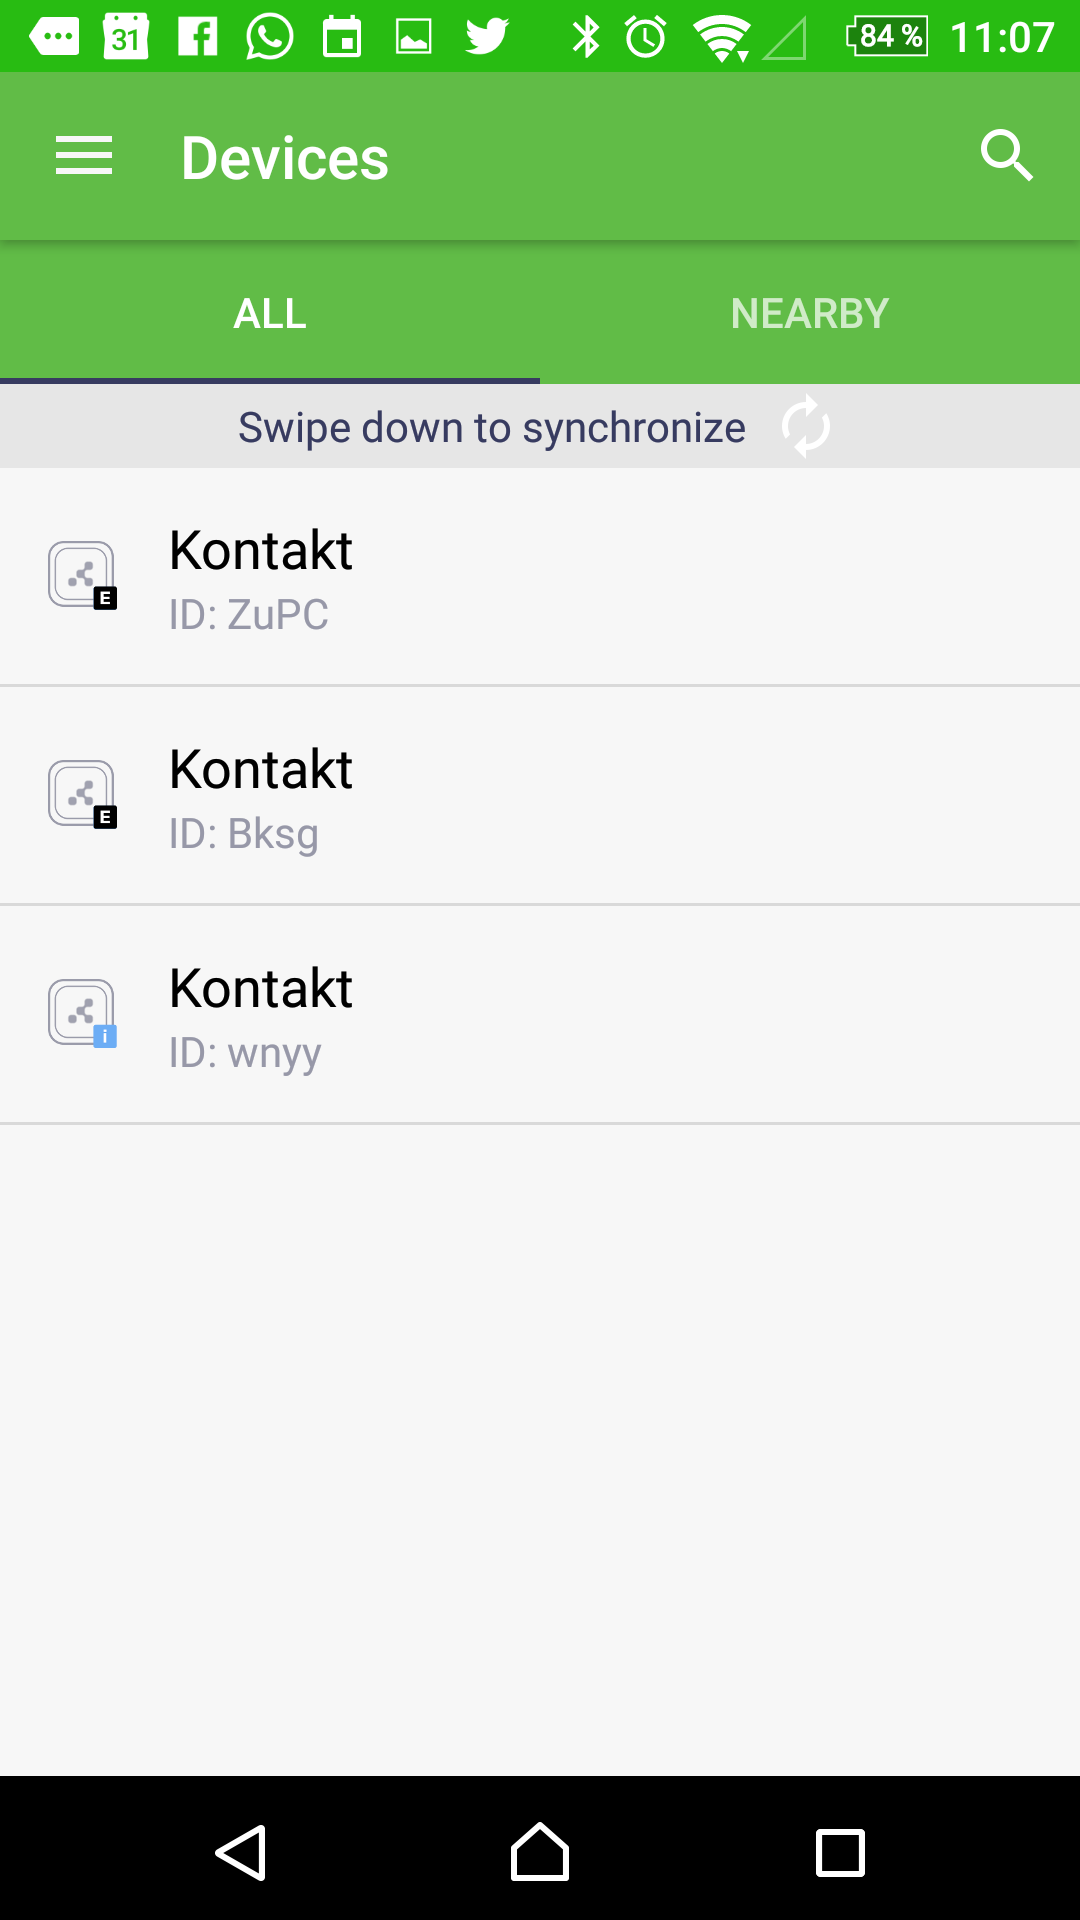 31 84 % 11:07
Devices
ALL NEARBY
Swipe down to synchronize
Kontakt
ID: ZuPC
E
Kontakt
ID: Bksg
E
Kontakt
ID: wnyy
i